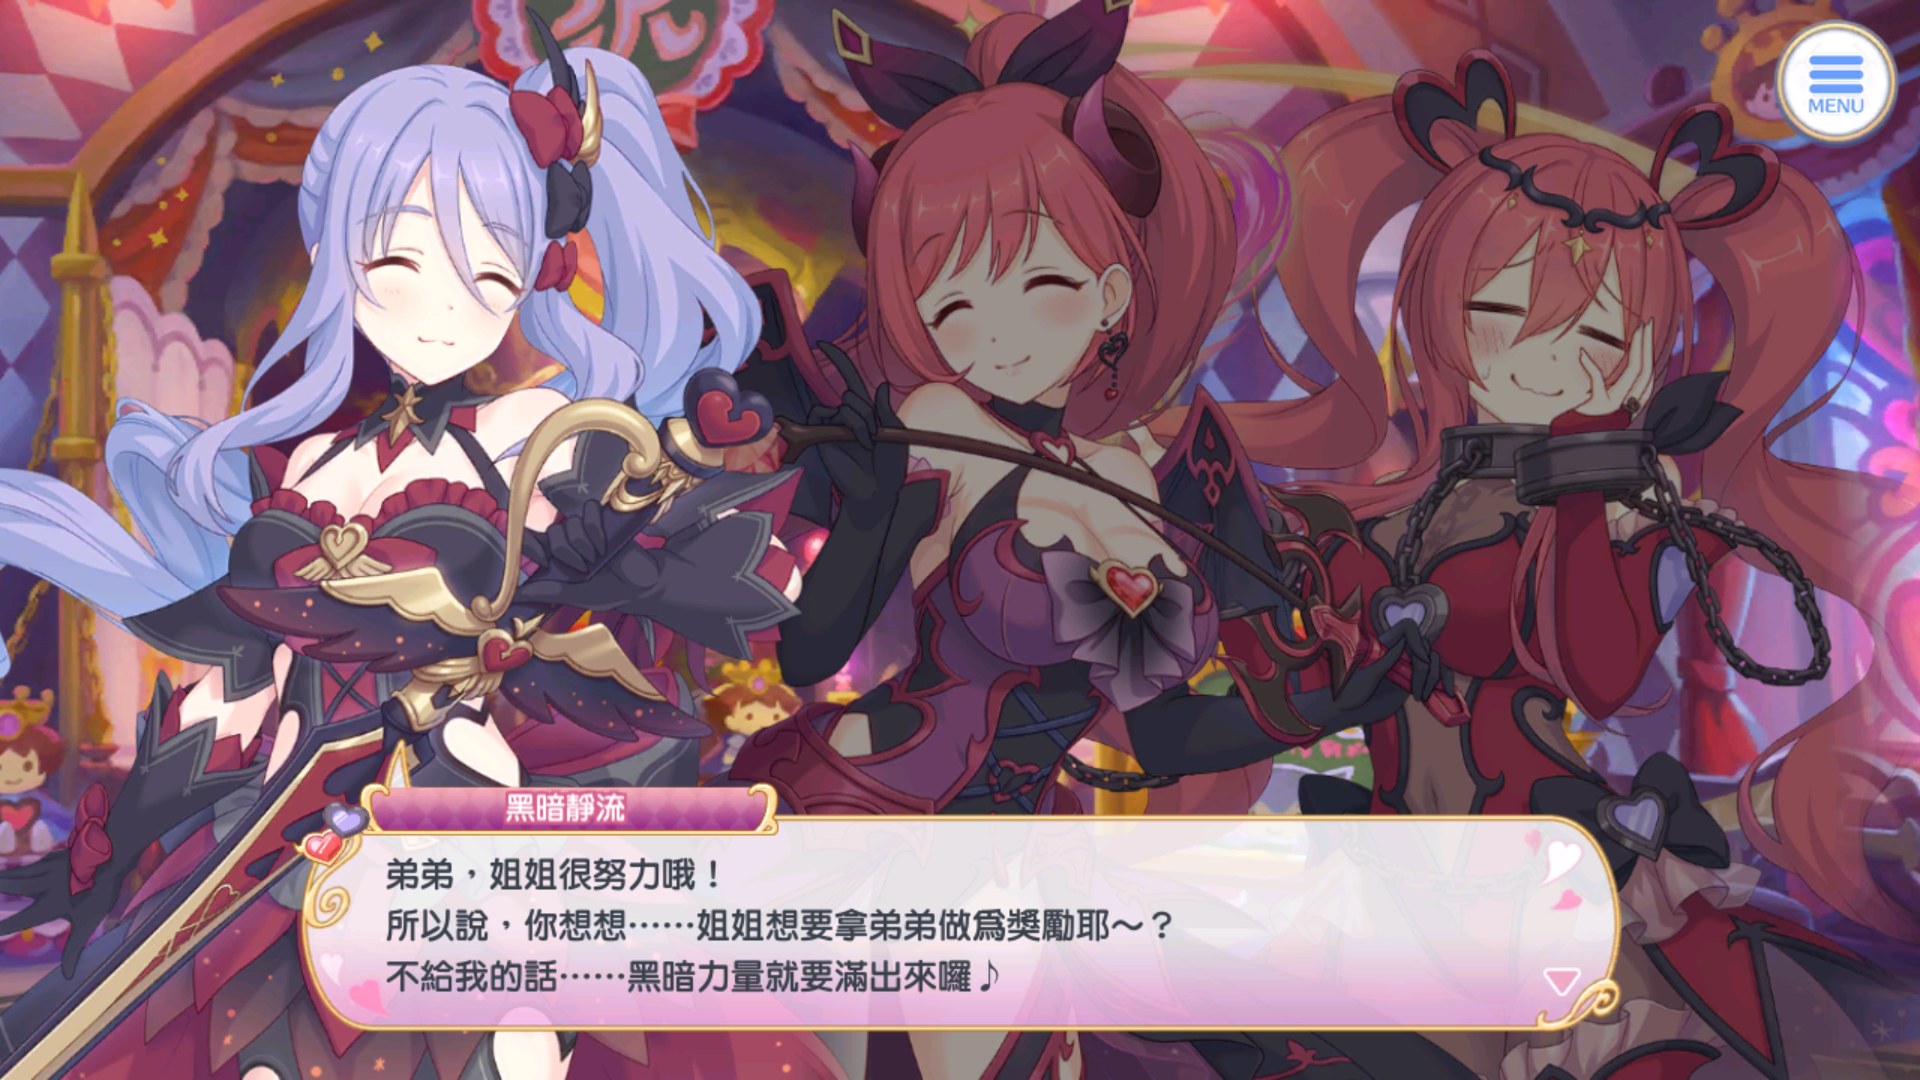 MENU
黑暗靜流
弟弟，姐姐很努力哦！
所以說，你想想……姐姐想要拿弟弟做爲獎勵耶～？
不給我的話……黑暗力量就要滿出來囉♪